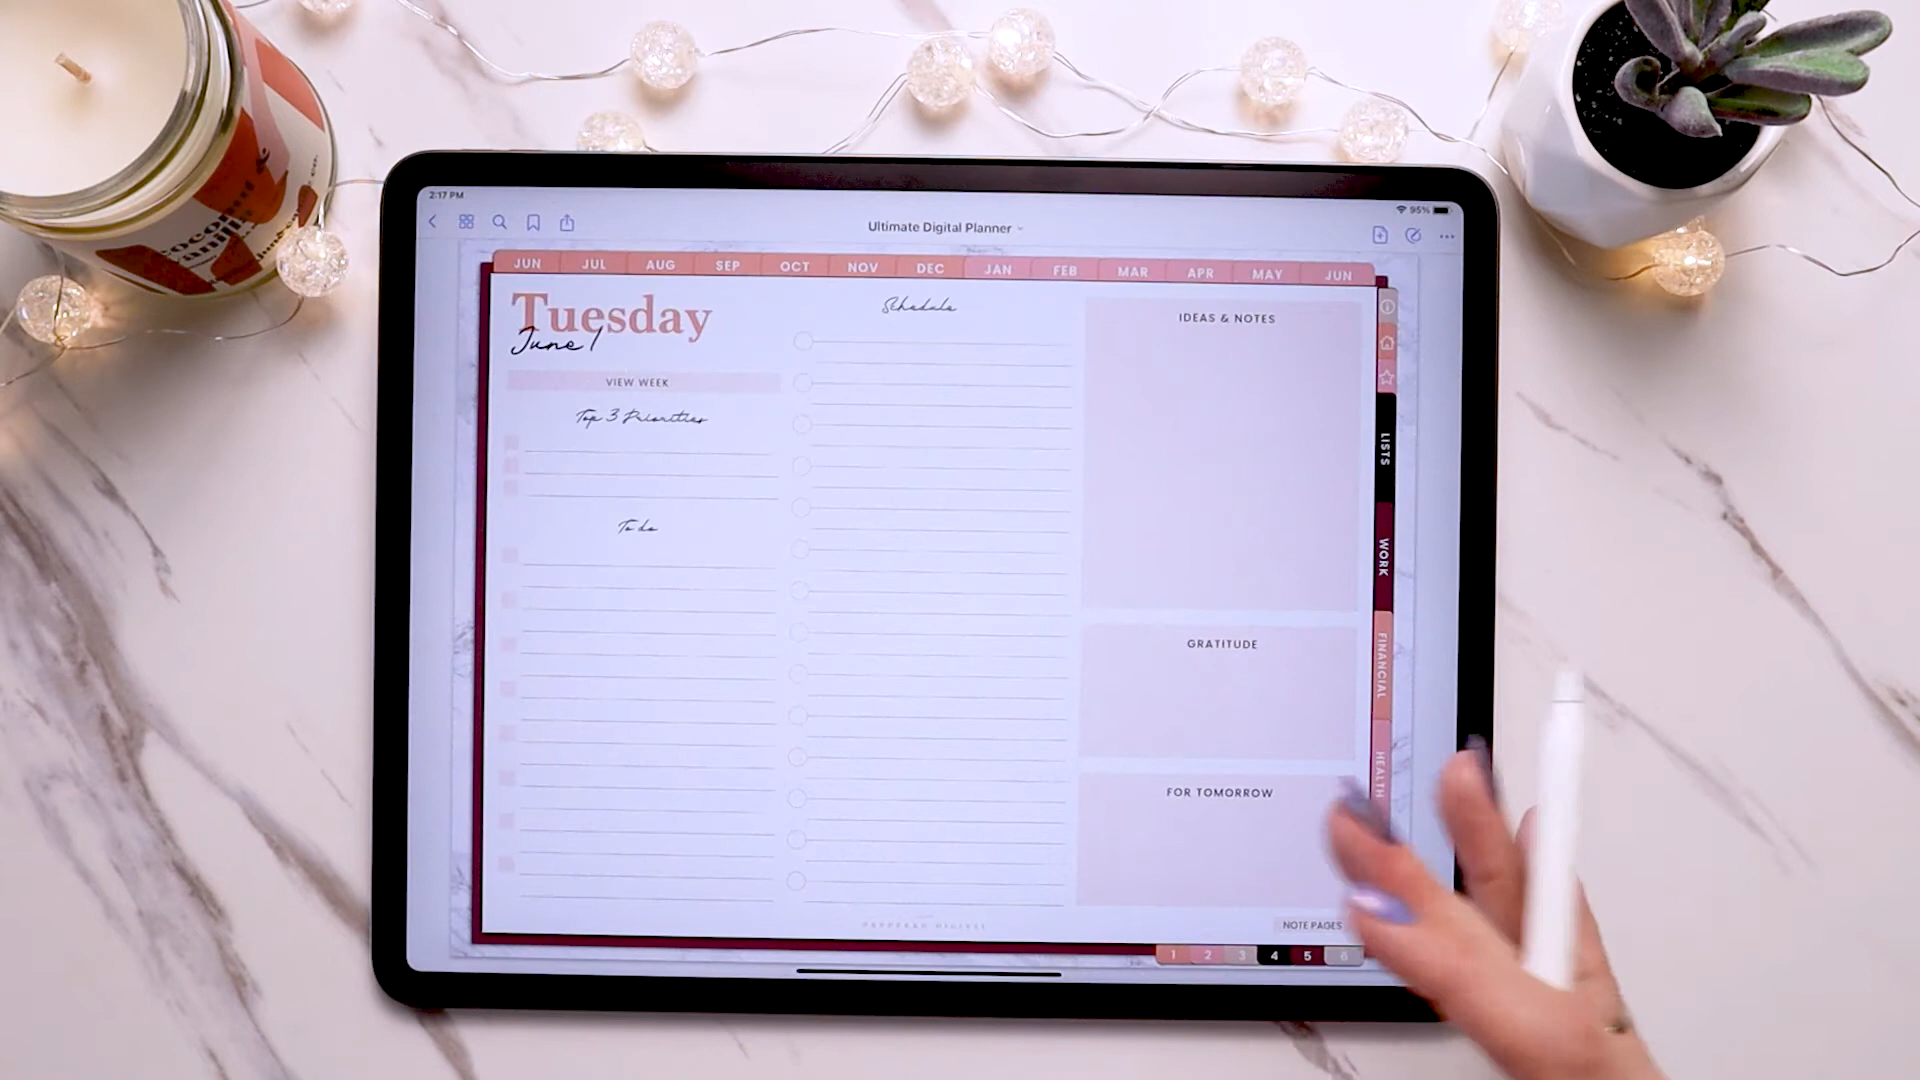 coconut &
vanilla
2:17 PM
95%
Ultimate Digital Planner
JUN JUL AUG SEP OCT NOV DEC JAN FEB MAR APR MAY JUN
Tuesday
June 1
VIEW WEEK
Top 3 Priorities
To do
Schedule
IDEAS & NOTES
GRATITUDE
FOR TOMORROW
NOTE PAGES
LISTS
WORK
FINANCIAL
HEALTH
1 2 3 4 5 6